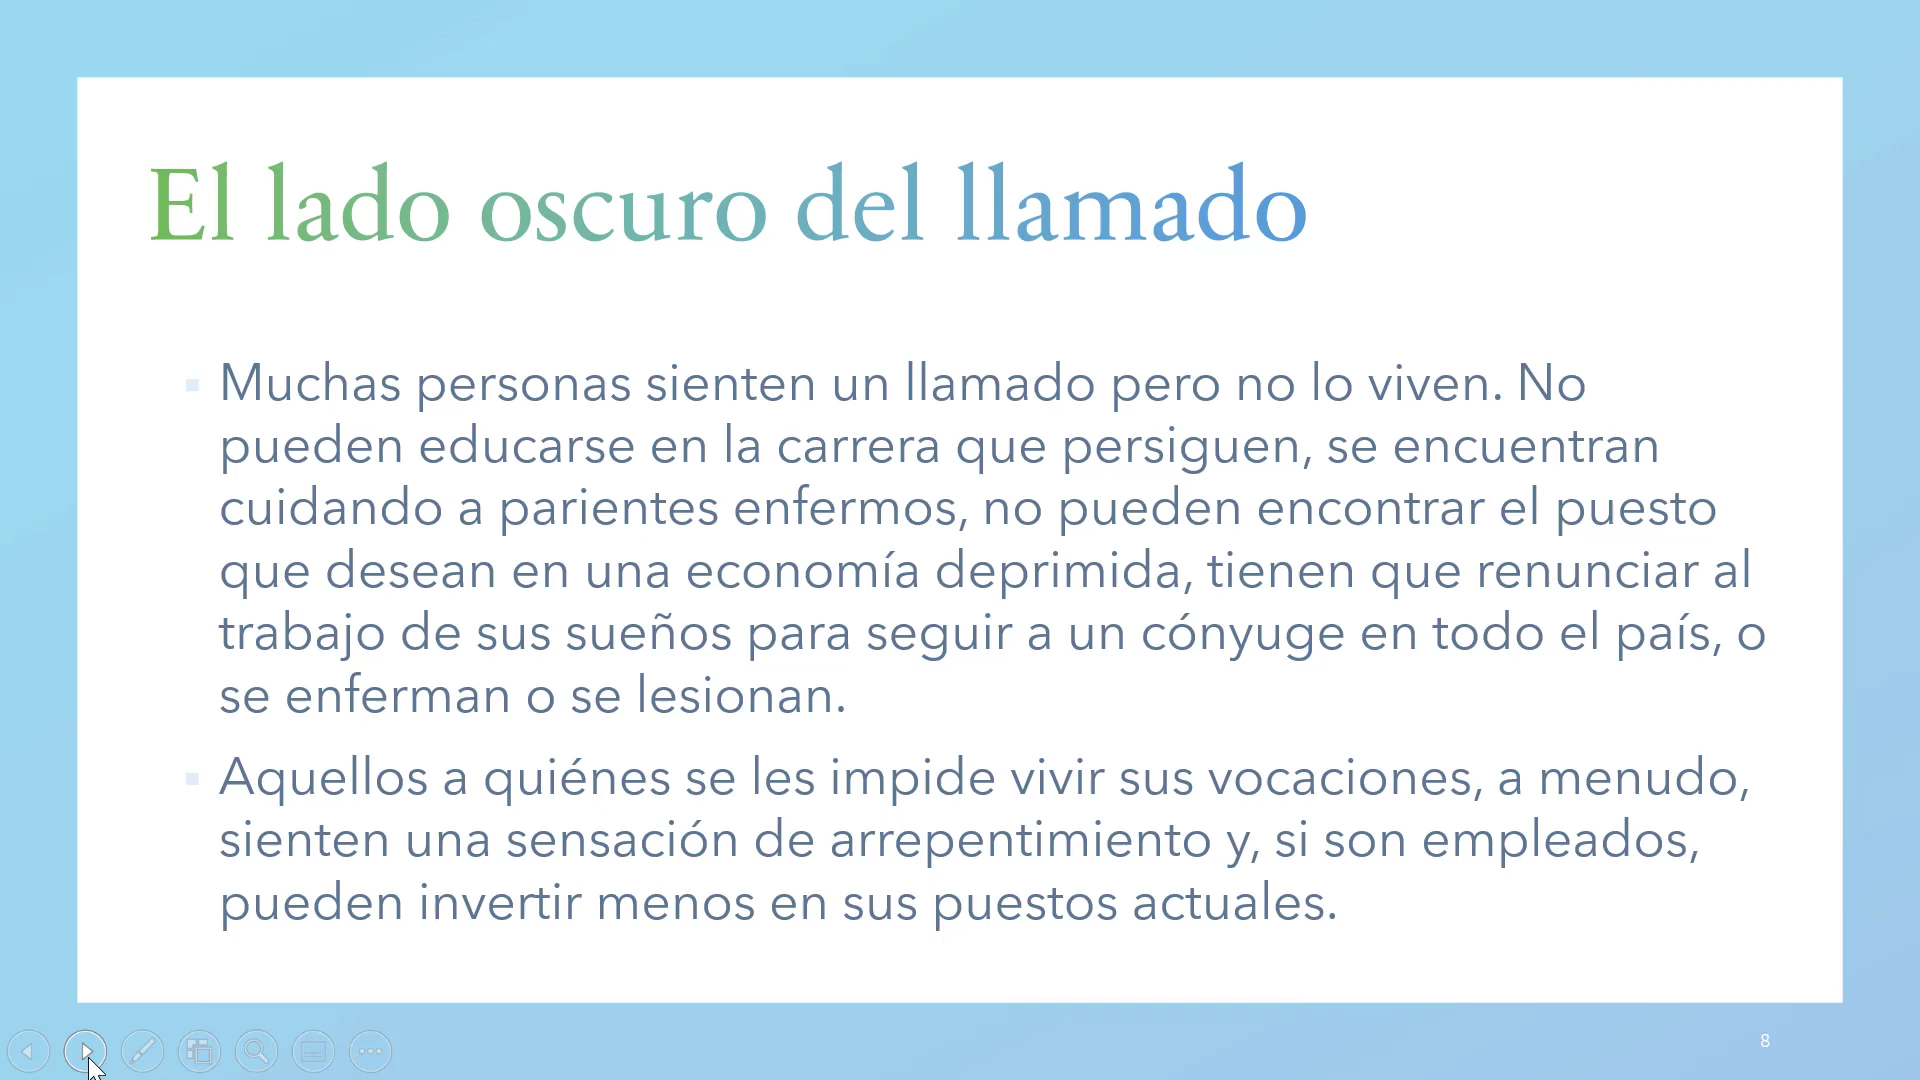 El lado oscuro del llamado
Muchas personas sienten un llamado pero no lo viven. No
pueden educarse en la carrera que persiguen, se encuentran
cuidando a parientes enfermos, no pueden encontrar el puesto
que desean en una economía deprimida, tienen que renunciar al
trabajo de sus sueños para seguir a un cónyuge en todo el país, o
se enferman o se lesionan.
Aquellos a quiénes se les impide vivir sus vocaciones, a menudo,
sienten una sensación de arrepentimiento y, si son empleados,
pueden invertir menos en sus puestos actuales.
8